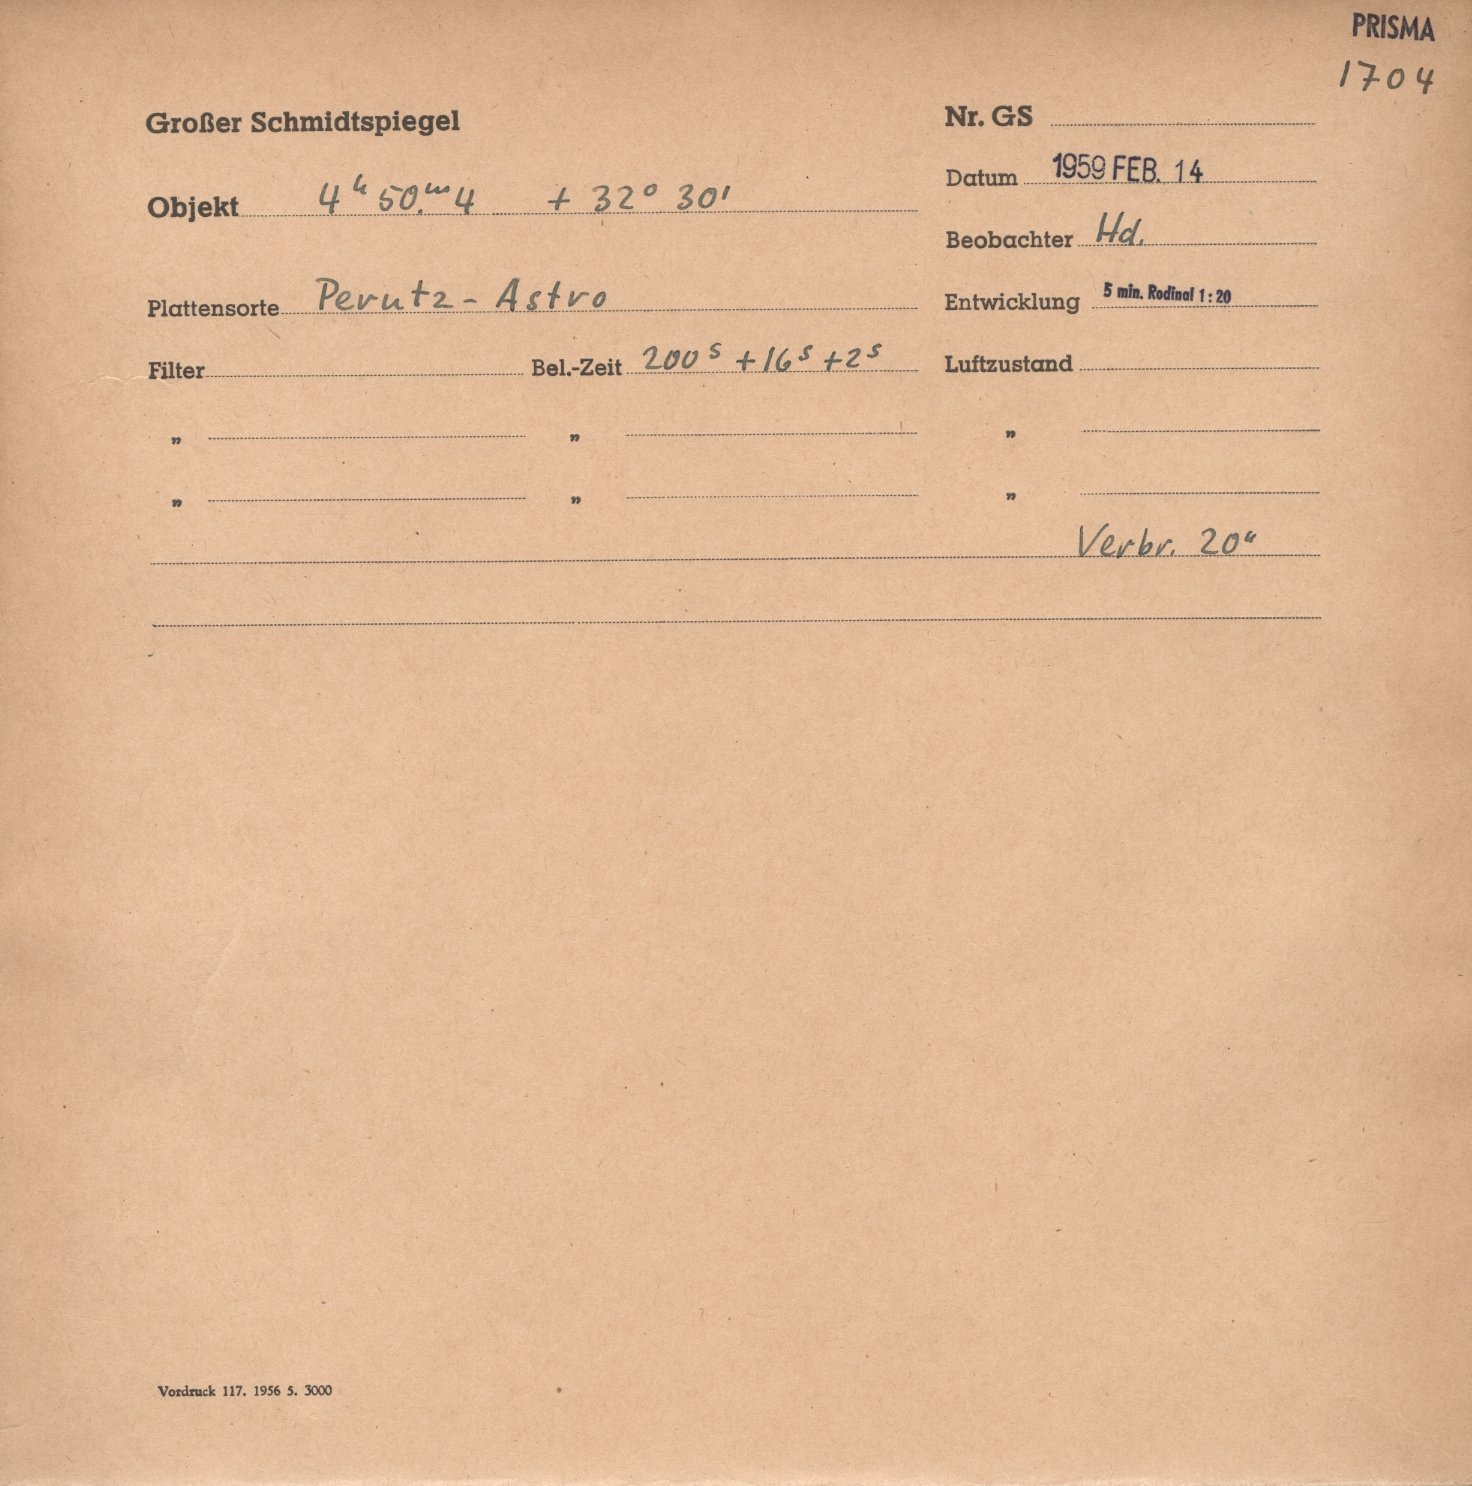 PRISMA
1704
Großer Schmidtspiegel
Nr. GS
Objekt 4ʰ 50.ᵐ4 + 32° 30'
Datum 1959 FEB. 14
Beobachter Hd.
Plattensorte Perutz - Astro
Entwicklung 5 min. Rodinal 1:20
Filter Bel.-Zeit 200ˢ + 16ˢ + 2ˢ Luftzustand
„ „ „
„ „ „
Verbr. 20"
Vordruck 117. 1956 5. 3000